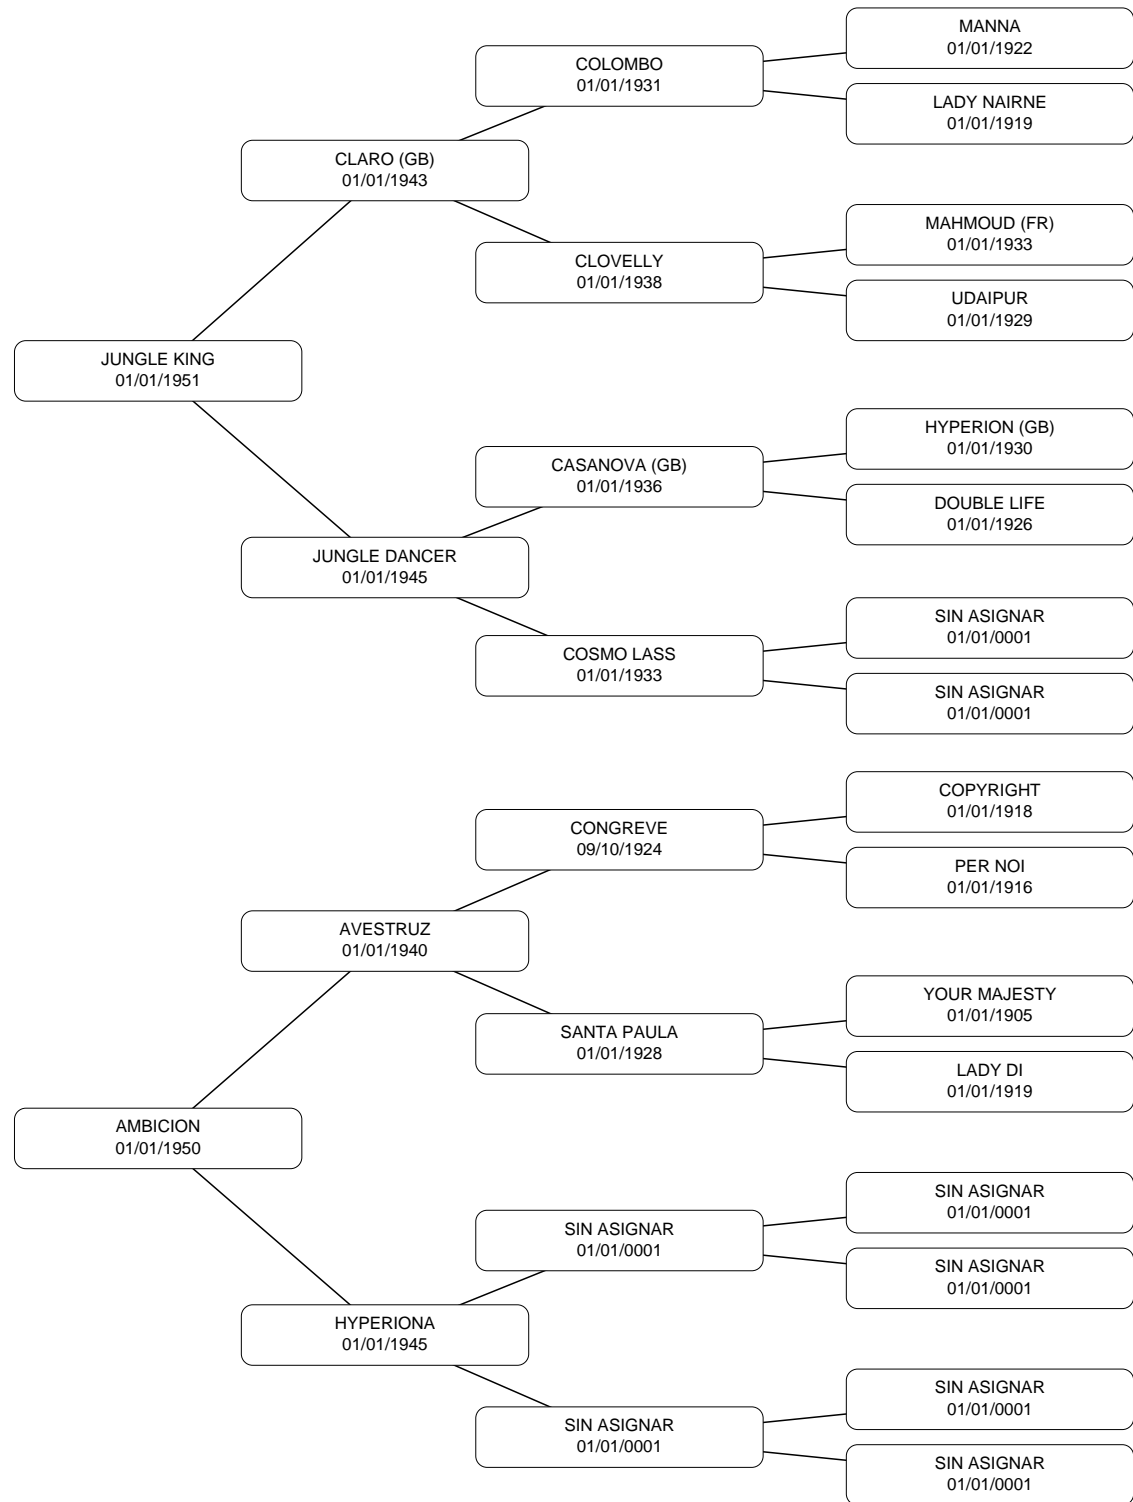 MANNA
01/01/1922
COLOMBO
01/01/1931
LADY NAIRNE
01/01/1919
CLARO (GB)
01/01/1943
MAHMOUD (FR)
01/01/1933
CLOVELLY
01/01/1938
UDAIPUR
01/01/1929
JUNGLE KING
01/01/1951
HYPERION (GB)
01/01/1930
CASANOVA (GB)
01/01/1936
DOUBLE LIFE
01/01/1926
JUNGLE DANCER
01/01/1945
SIN ASIGNAR
01/01/0001
COSMO LASS
01/01/1933
SIN ASIGNAR
01/01/0001
COPYRIGHT
01/01/1918
CONGREVE
09/10/1924
PER NOI
01/01/1916
AVESTRUZ
01/01/1940
YOUR MAJESTY
01/01/1905
SANTA PAULA
01/01/1928
LADY DI
01/01/1919
AMBICION
01/01/1950
SIN ASIGNAR
01/01/0001
SIN ASIGNAR
01/01/0001
SIN ASIGNAR
01/01/0001
HYPERIONA
01/01/1945
SIN ASIGNAR
01/01/0001
SIN ASIGNAR
01/01/0001
SIN ASIGNAR
01/01/0001